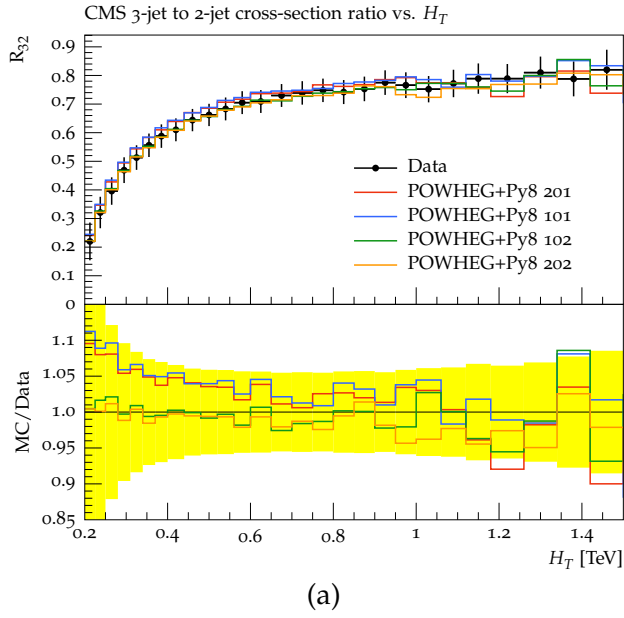 CMS 3-jet to 2-jet cross-section ratio vs. H_T
R_32
0.9
0.8
0.7
0.6
0.5
0.4
0.3
0.2
0.1
0
Data
POWHEG+Py8 201
POWHEG+Py8 101
POWHEG+Py8 102
POWHEG+Py8 202
MC/Data
1.1
1.05
1.0
0.95
0.9
0.85
0.2 0.4 0.6 0.8 1 1.2 1.4
H_T [TeV]
(a)